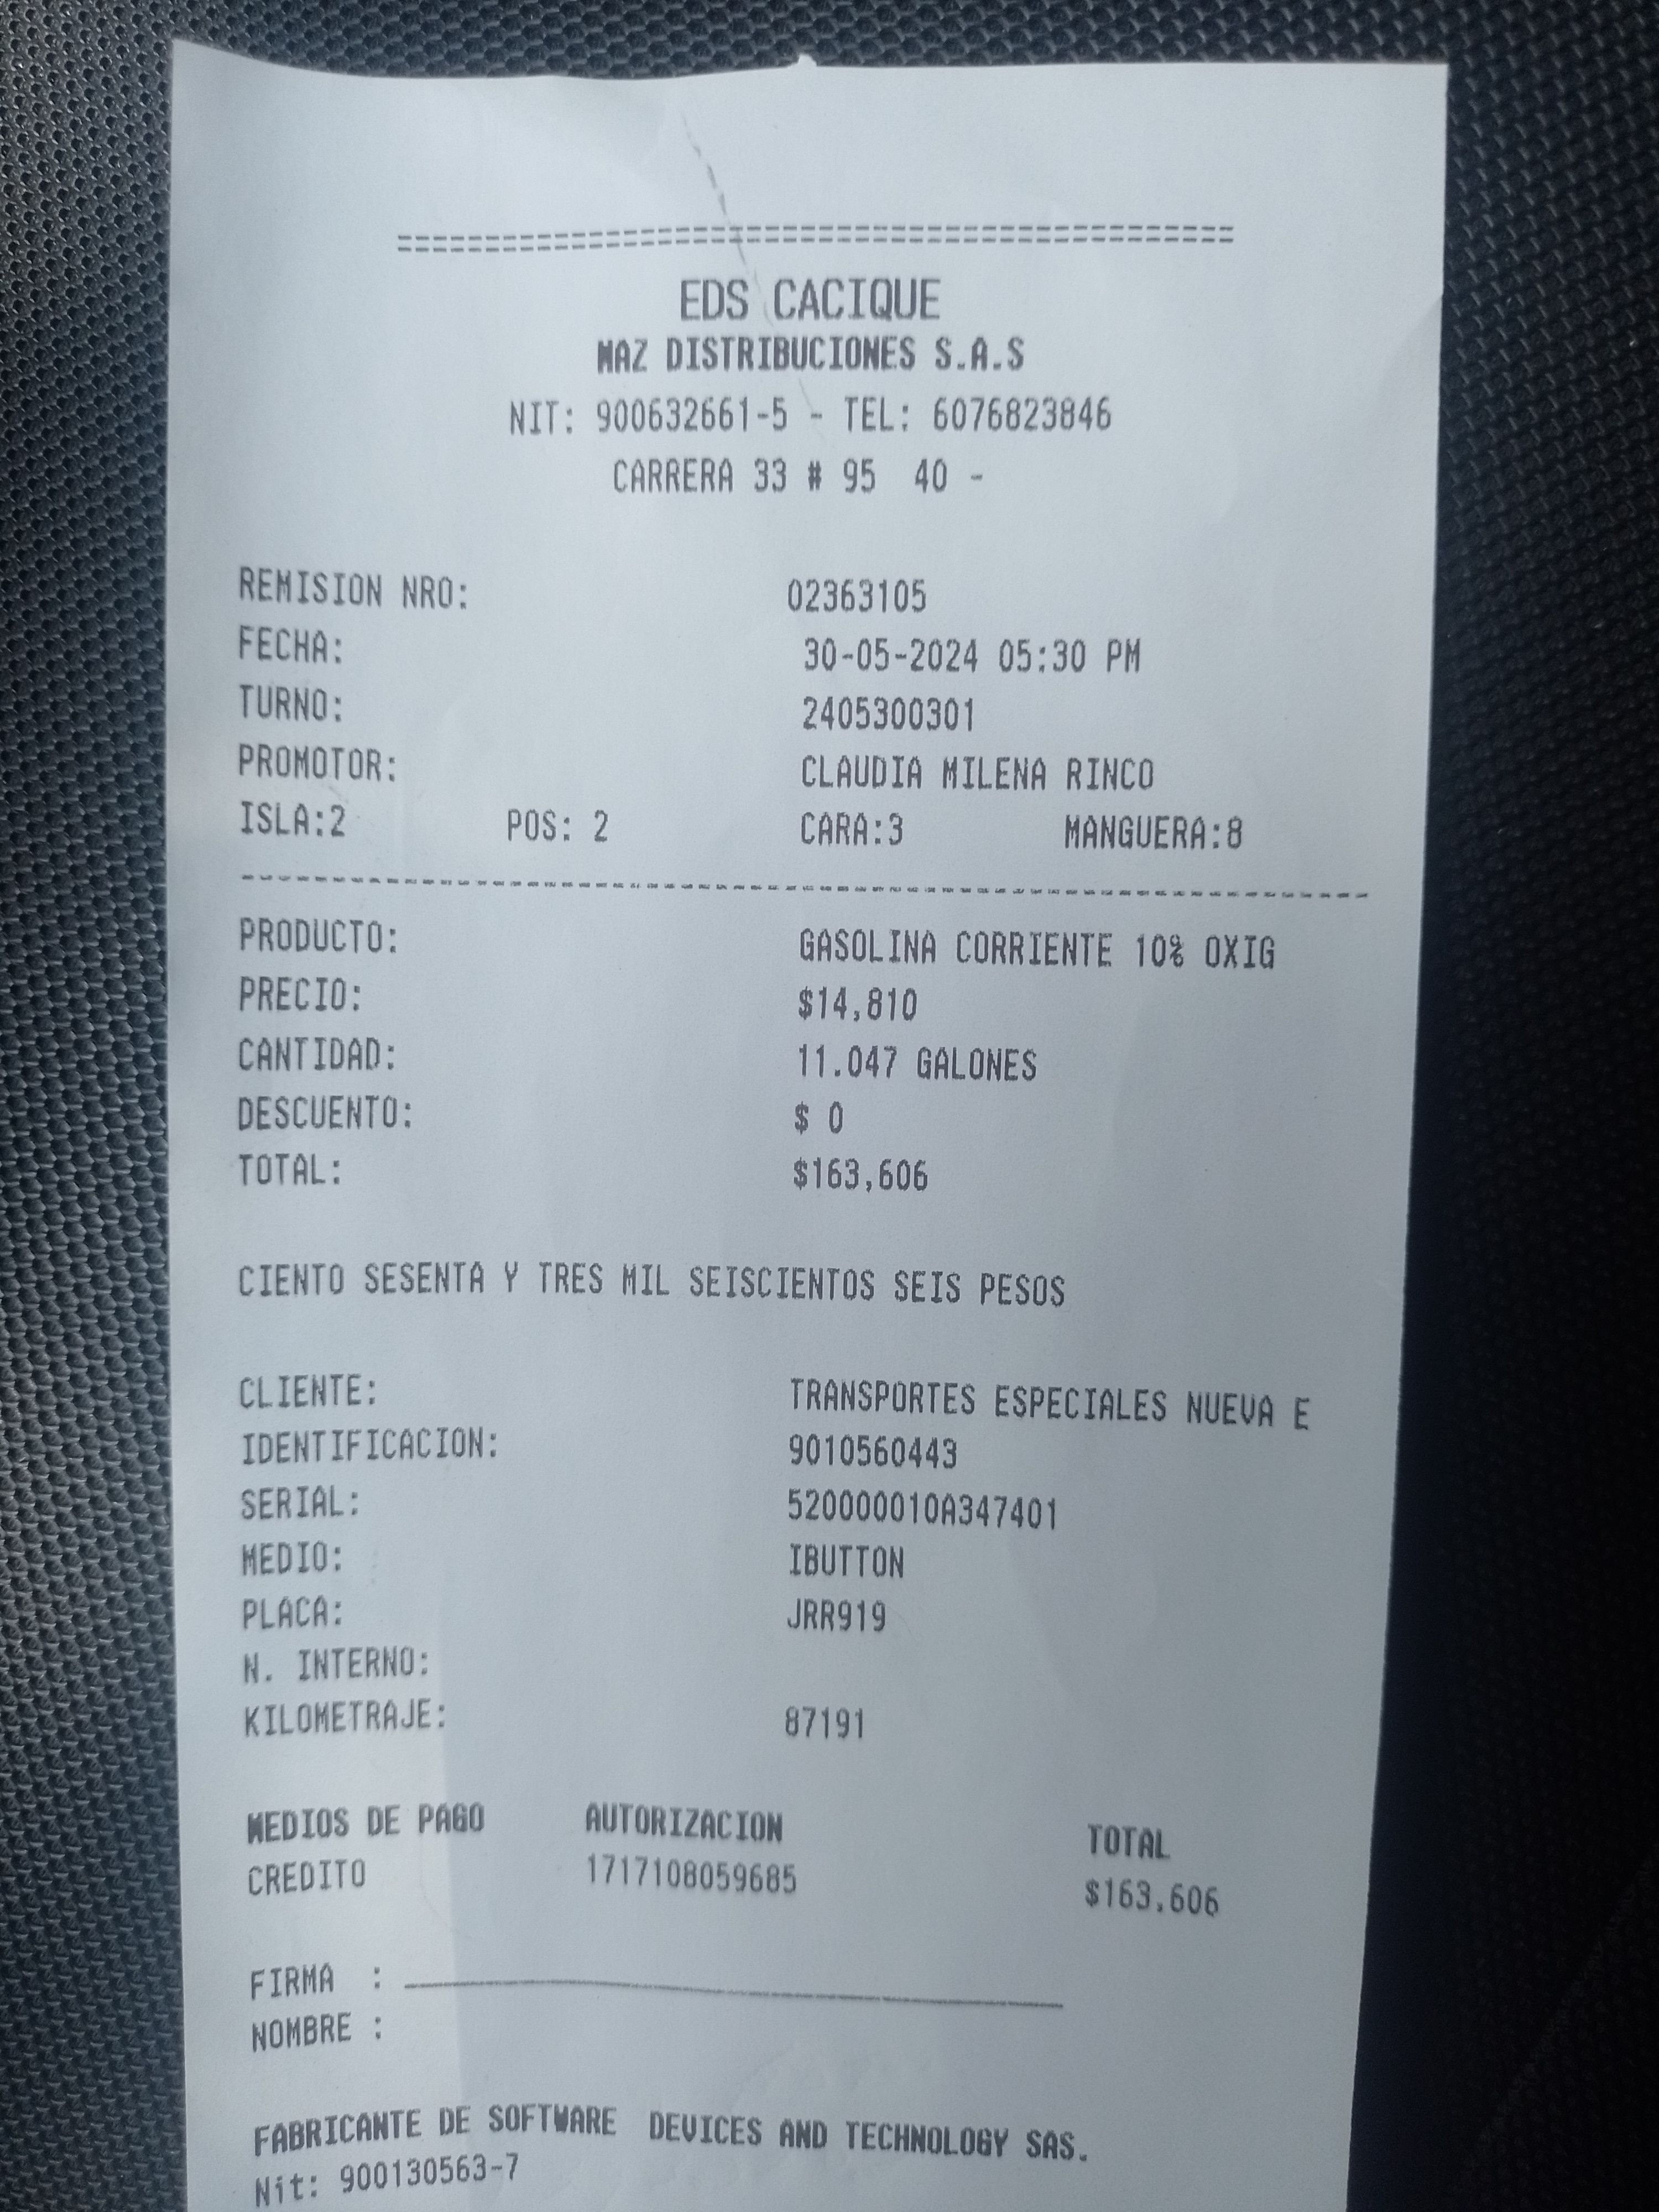 ==========================================
EDS CACIQUE
MAZ DISTRIBUCIONES S.A.S
NIT: 900632661-5 - TEL: 6076823846
CARRERA 33 # 95  40 -
REMISION NRO: 02363105
FECHA: 30-05-2024 05:30 PM
TURNO: 2405300301
PROMOTOR: CLAUDIA MILENA RINCO
ISLA:2 POS: 2 CARA:3 MANGUERA:8
PRODUCTO: GASOLINA CORRIENTE 10% OXIG
PRECIO: $14,810
CANTIDAD: 11.047 GALONES
DESCUENTO: $ 0
TOTAL: $163,606
CIENTO SESENTA Y TRES MIL SEISCIENTOS SEIS PESOS
CLIENTE: TRANSPORTES ESPECIALES NUEVA E
IDENTIFICACION: 9010560443
SERIAL: 520000010A347401
MEDIO: IBUTTON
PLACA: JRR919
N. INTERNO:
KILOMETRAJE: 87191
MEDIOS DE PAGO AUTORIZACION TOTAL
CREDITO 1717108059685 $163,606
FIRMA :
NOMBRE :
FABRICANTE DE SOFTWARE DEVICES AND TECHNOLOGY SAS.
Nit: 900130563-7